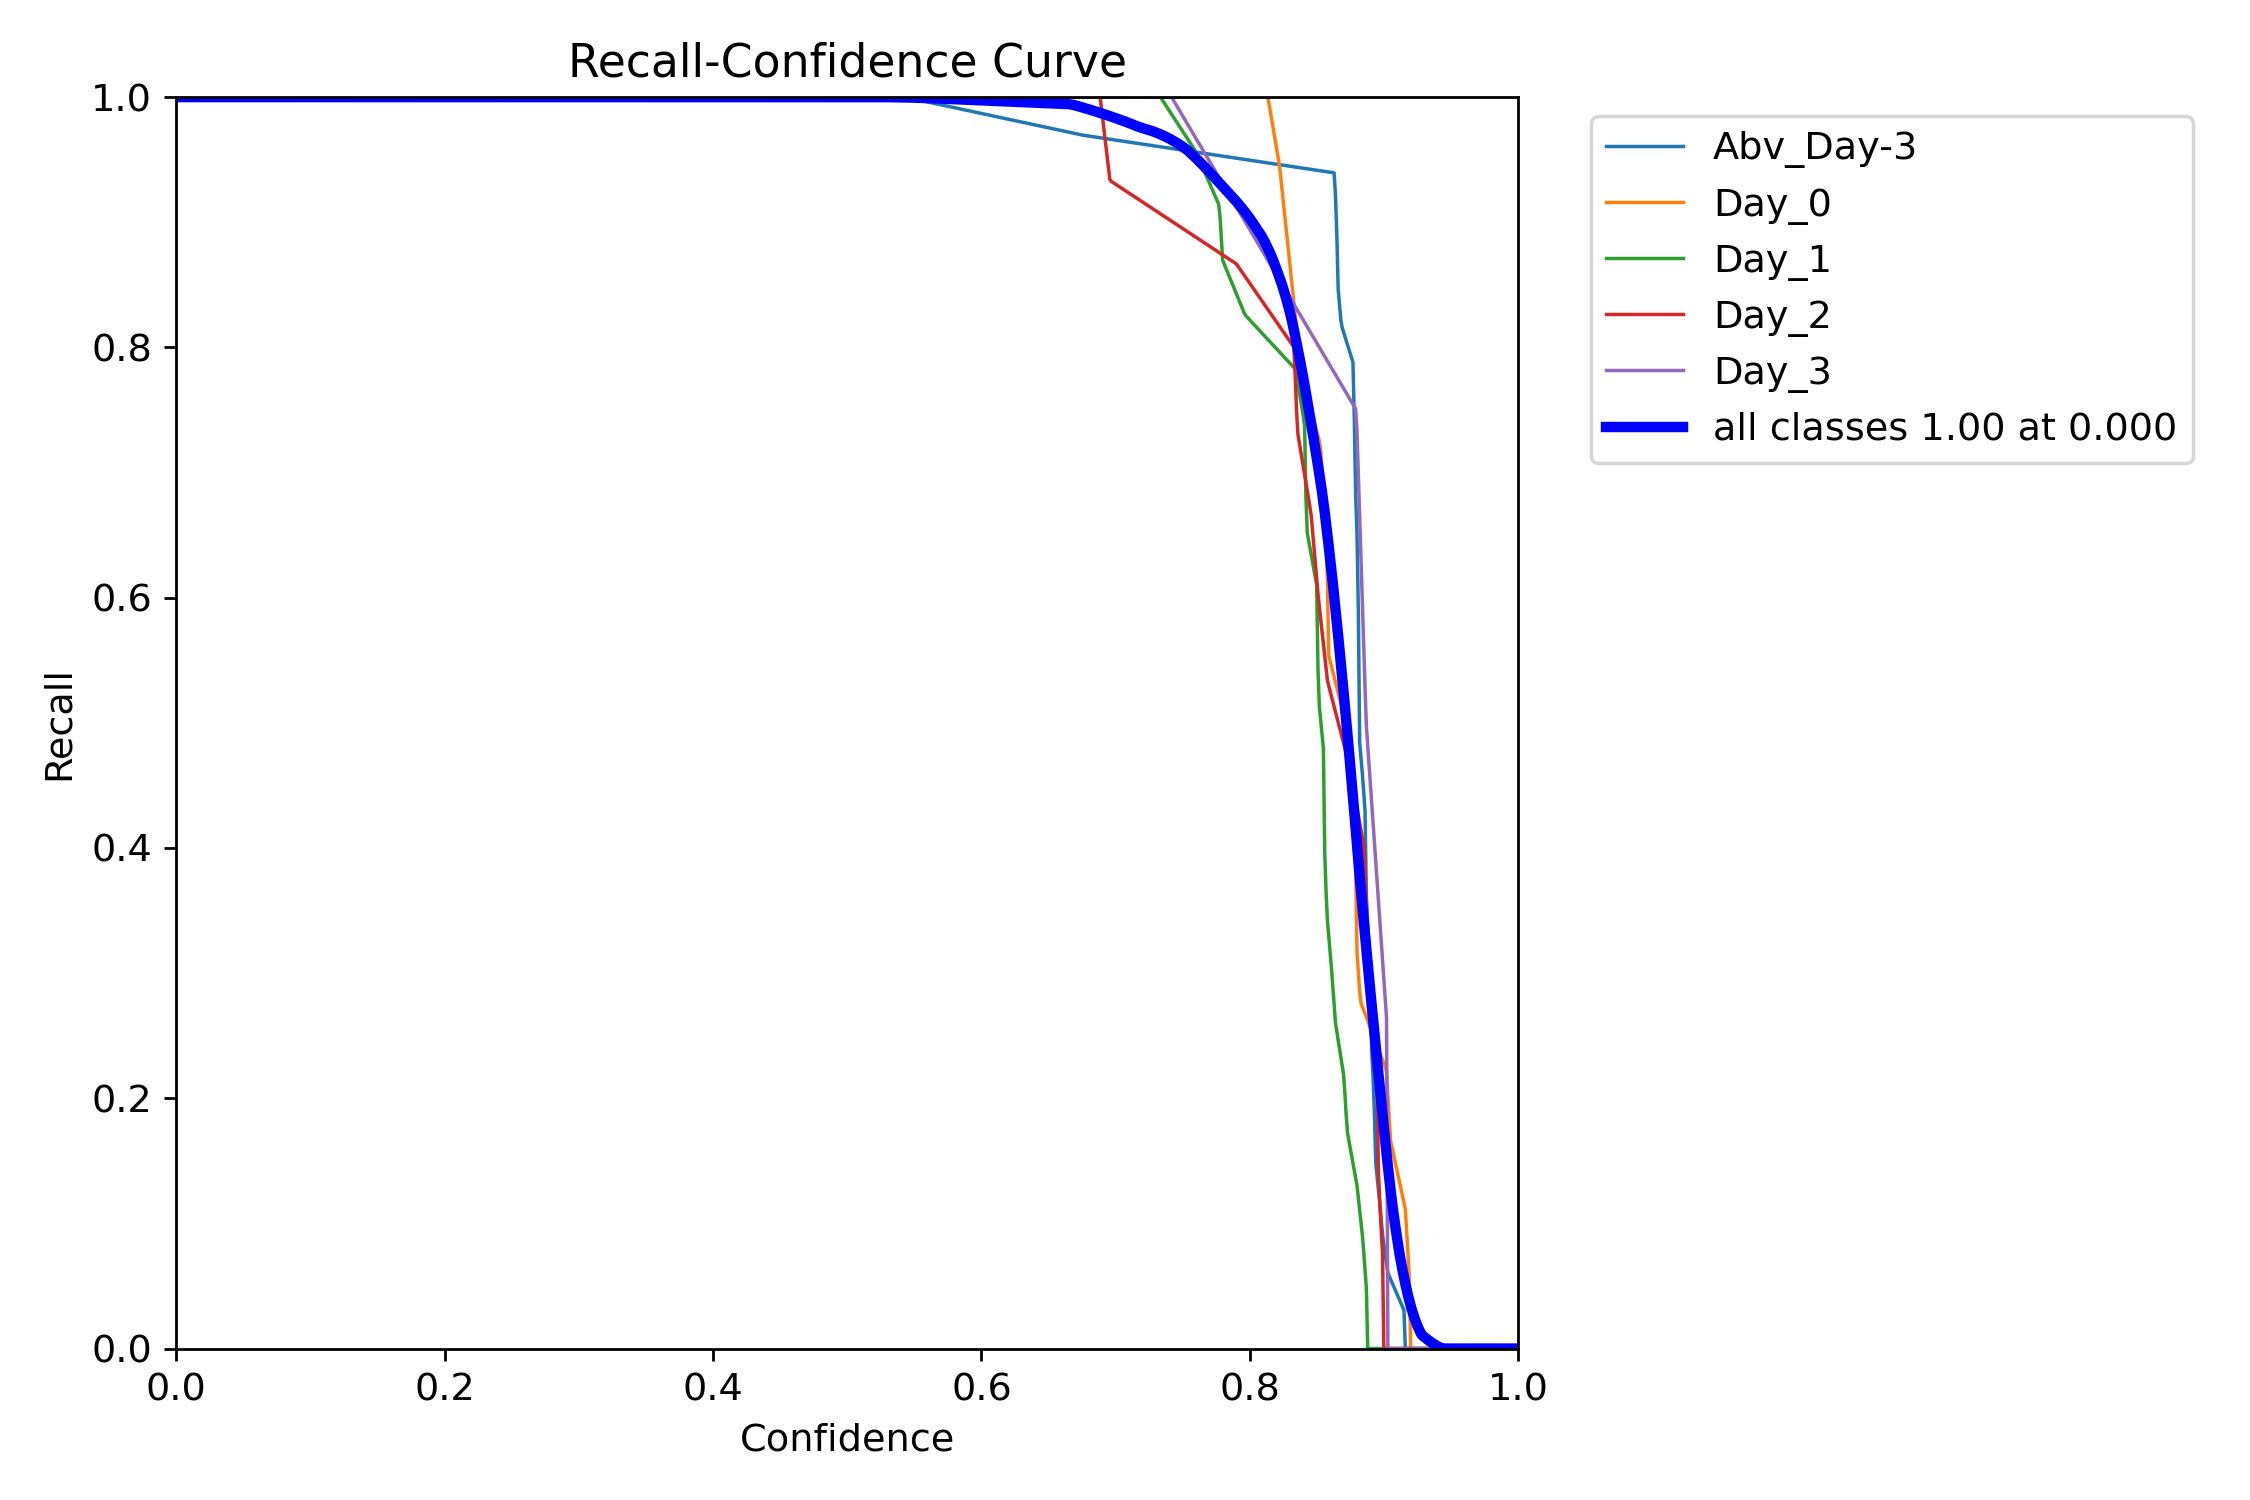 Recall-Confidence Curve
1.0
0.8
0.6
0.4
0.2
0.0
Recall
0.0 0.2 0.4 0.6 0.8 1.0
Confidence
Abv_Day-3
Day_0
Day_1
Day_2
Day_3
all classes 1.00 at 0.000